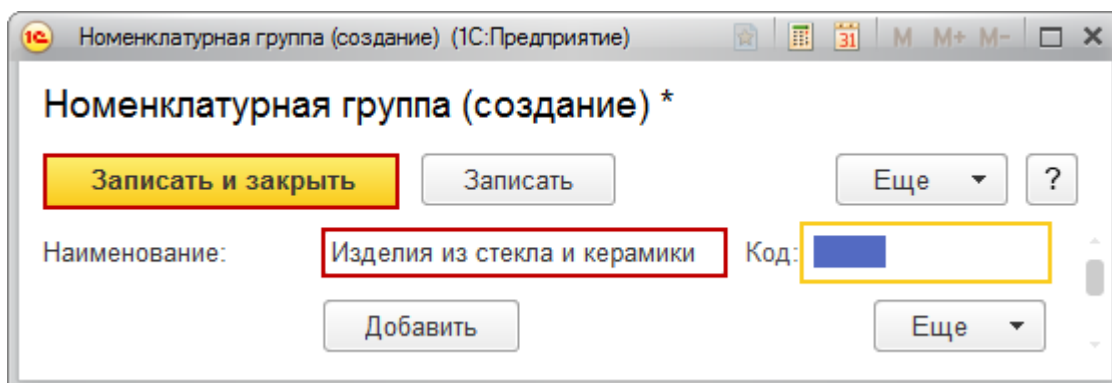 1С Номенклатурная группа (создание) (1С:Предприятие) 31 M M+ M-
Номенклатурная группа (создание) *
Записать и закрыть Записать Еще ?
Наименование: Изделия из стекла и керамики Код:
Добавить Еще